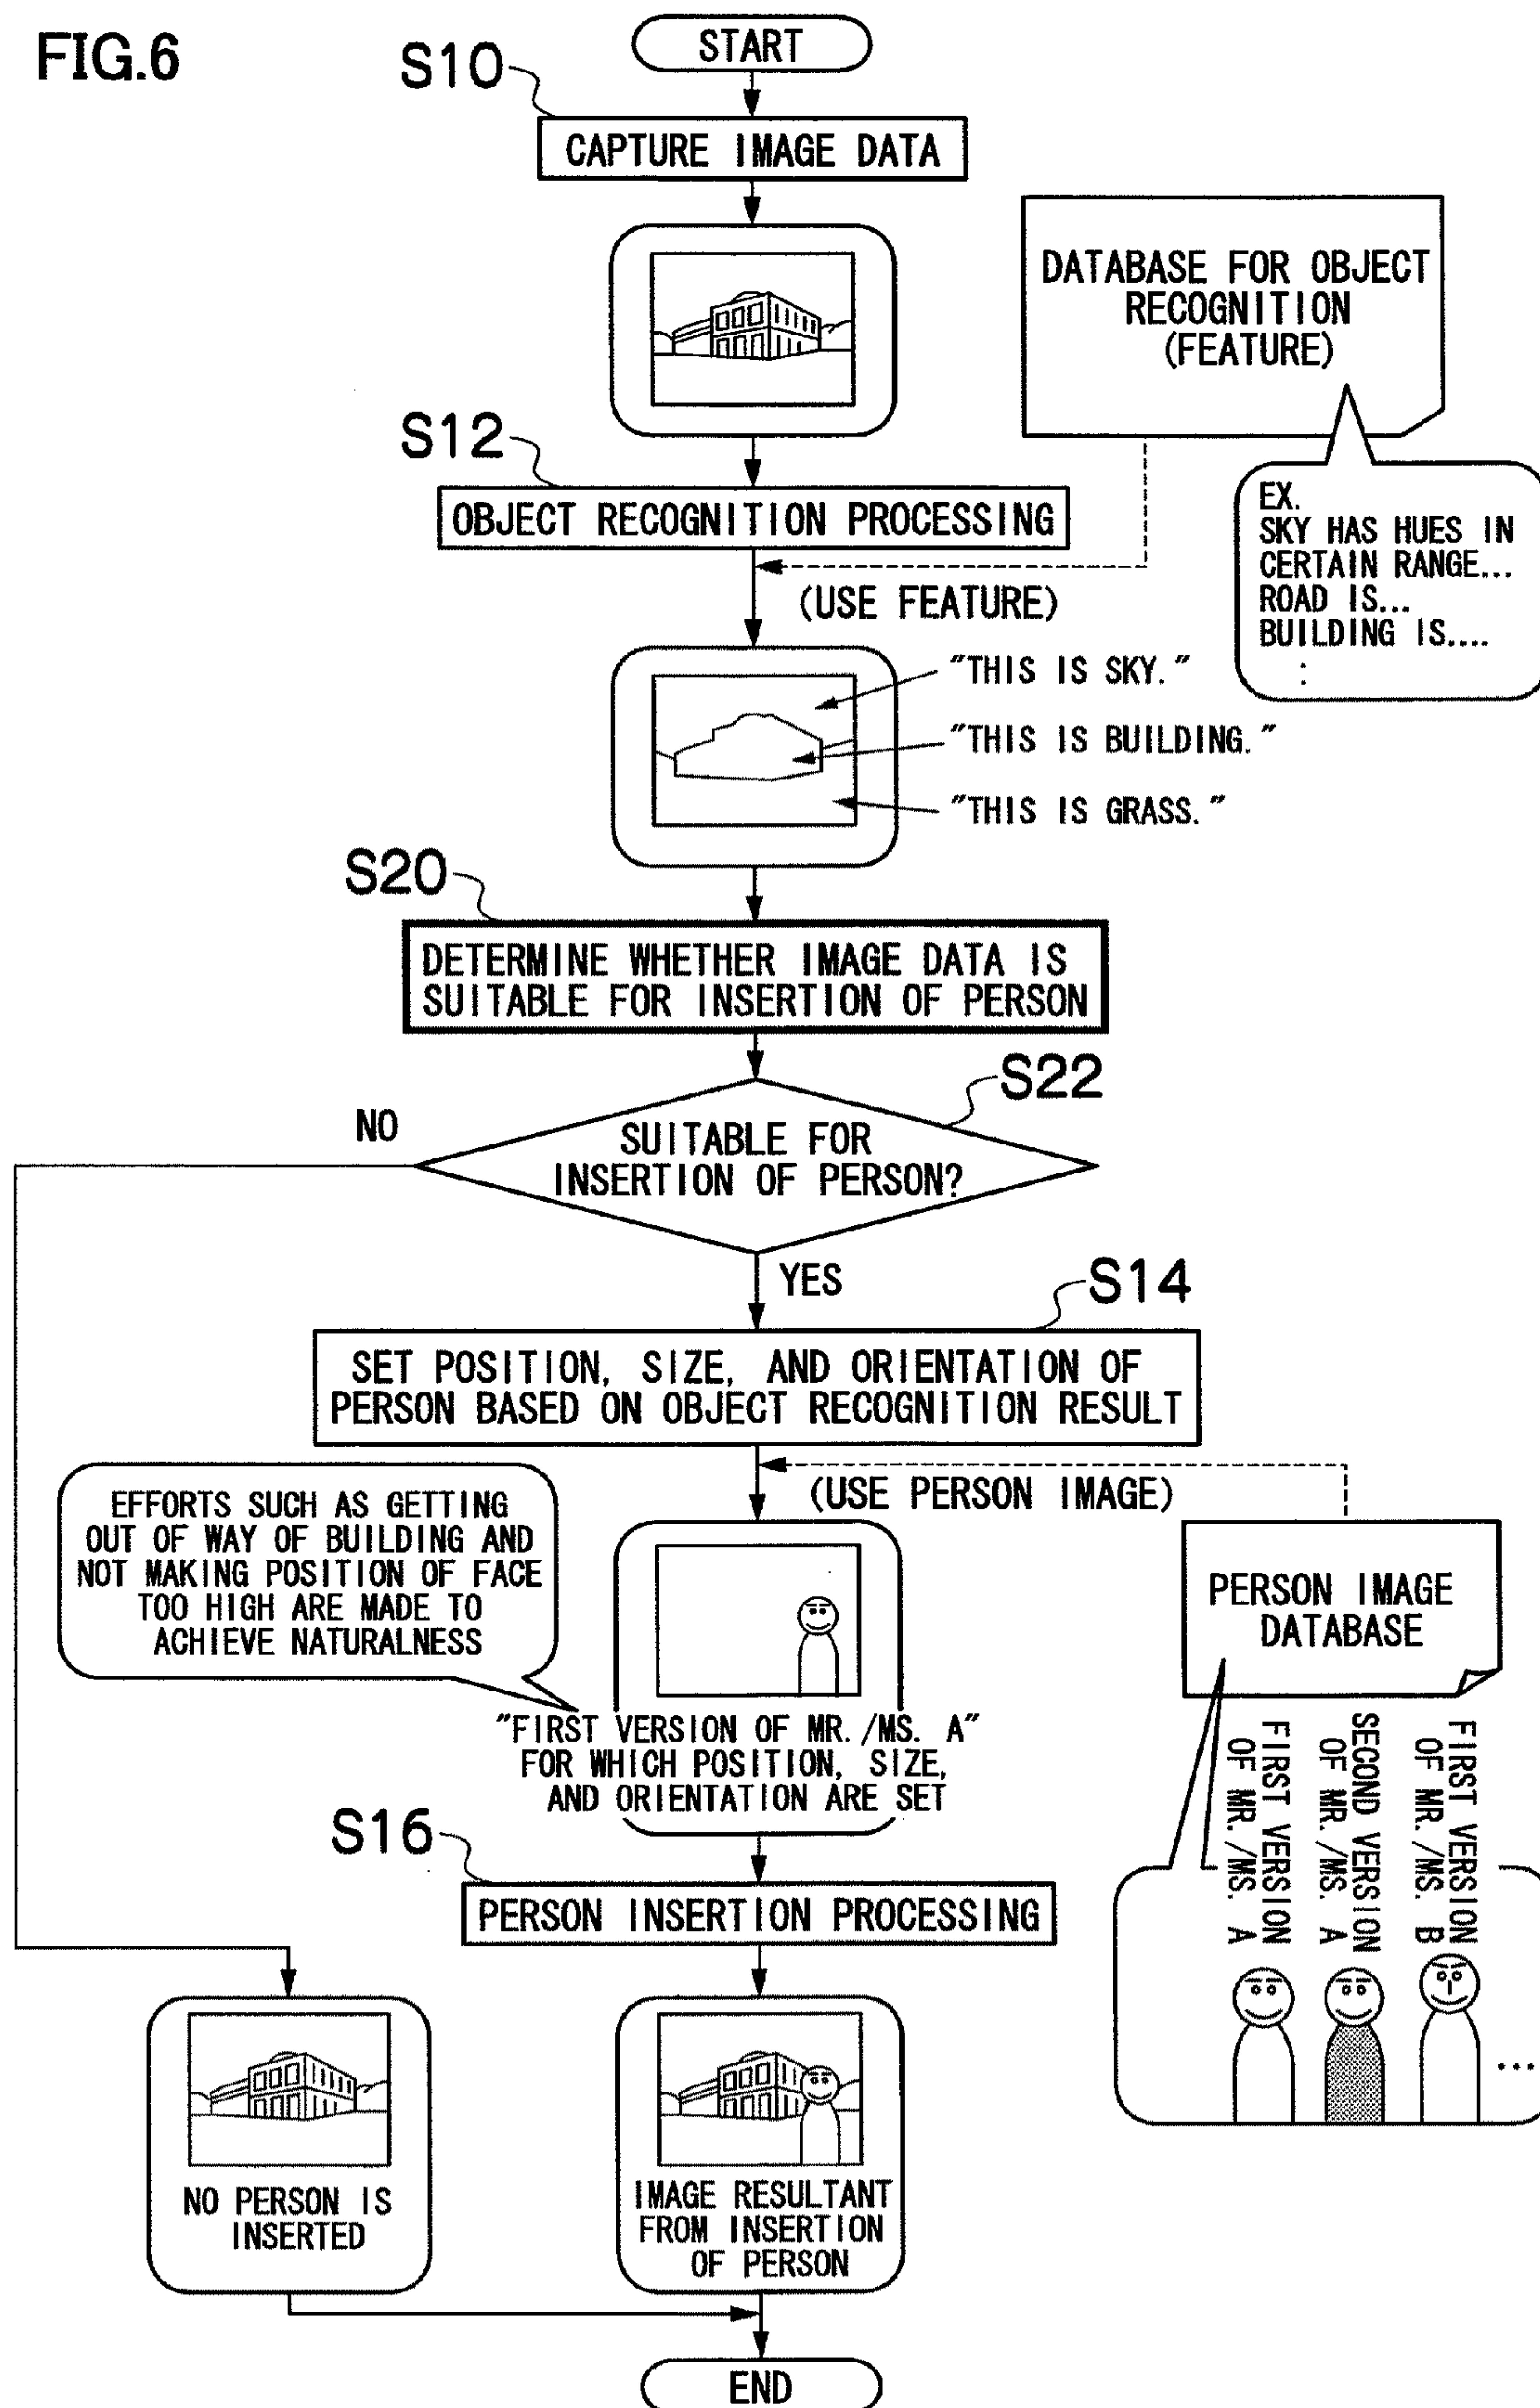 FIG.6
START
S10
CAPTURE IMAGE DATA
DATABASE FOR OBJECT
RECOGNITION
(FEATURE)
S12
OBJECT RECOGNITION PROCESSING
EX.
SKY HAS HUES IN
CERTAIN RANGE...
ROAD IS...
BUILDING IS....
:
(USE FEATURE)
"THIS IS SKY."
"THIS IS BUILDING."
"THIS IS GRASS."
S20
DETERMINE WHETHER IMAGE DATA IS
SUITABLE FOR INSERTION OF PERSON
S22
NO
SUITABLE FOR
INSERTION OF PERSON?
YES
S14
SET POSITION, SIZE, AND ORIENTATION OF
PERSON BASED ON OBJECT RECOGNITION RESULT
(USE PERSON IMAGE)
EFFORTS SUCH AS GETTING
OUT OF WAY OF BUILDING AND
NOT MAKING POSITION OF FACE
TOO HIGH ARE MADE TO
ACHIEVE NATURALNESS
PERSON IMAGE
DATABASE
"FIRST VERSION OF MR./MS. A"
FOR WHICH POSITION, SIZE,
AND ORIENTATION ARE SET
FIRST VERSION
OF MR./MS. A
SECOND VERSION
OF MR./MS. A
FIRST VERSION
OF MR./MS. B
...
S16
PERSON INSERTION PROCESSING
NO PERSON IS
INSERTED
IMAGE RESULTANT
FROM INSERTION
OF PERSON
END